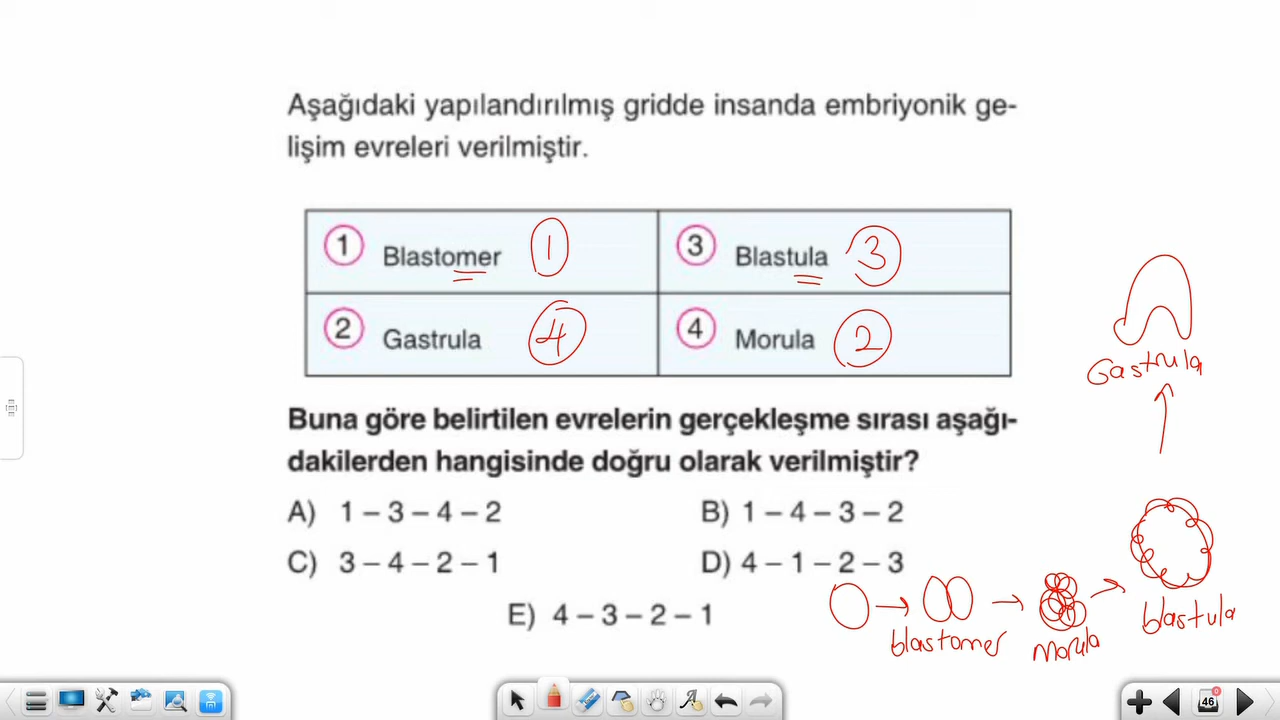 Aşağıdaki yapılandırılmış gridde insanda embriyonik ge-
lişim evreleri verilmiştir.
1 Blastomer 1
3 Blastula 3
2 Gastrula 4
4 Morula 2
Gastrula
Buna göre belirtilen evrelerin gerçekleşme sırası aşağı-
dakilerden hangisinde doğru olarak verilmiştir?
A) 1 – 3 – 4 – 2
B) 1 – 4 – 3 – 2
C) 3 – 4 – 2 – 1
D) 4 – 1 – 2 – 3
E) 4 – 3 – 2 – 1
blastomer
Morula
blastula
46
0